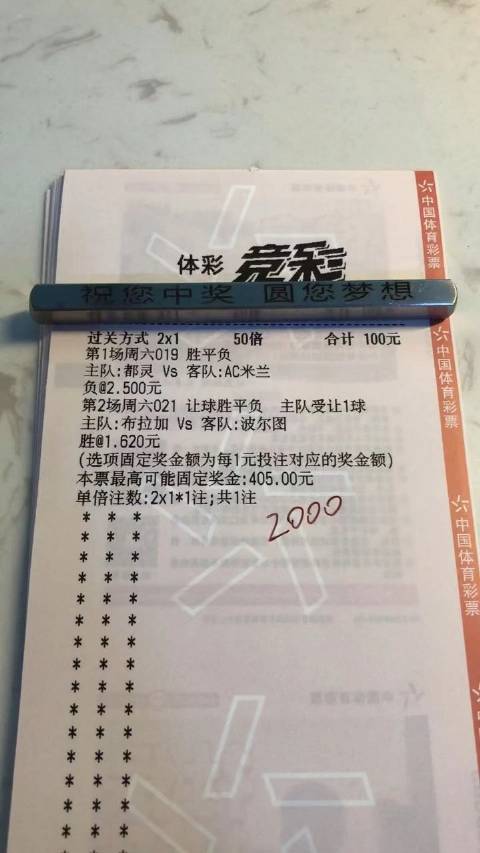 体彩 竞彩
祝您中奖 圆您梦想
过关方式 2x1 50倍 合计 100元
第1场周六019 胜平负
主队:都灵 Vs 客队:AC米兰
负@2.500元
第2场周六021 让球胜平负 主队受让1球
主队:布拉加 Vs 客队:波尔图
胜@1.620元
(选项固定奖金额为每1元投注对应的奖金额)
本票最高可能固定奖金:405.00元
单倍注数:2x1*1注;共1注
2000
* * *
* * *
* * *
* * *
* * *
* * *
* * *
* * *
* * *
* * *
* * *
* * *
* * *
* * *
中国体育彩票
中国体育彩票
中国体育彩票